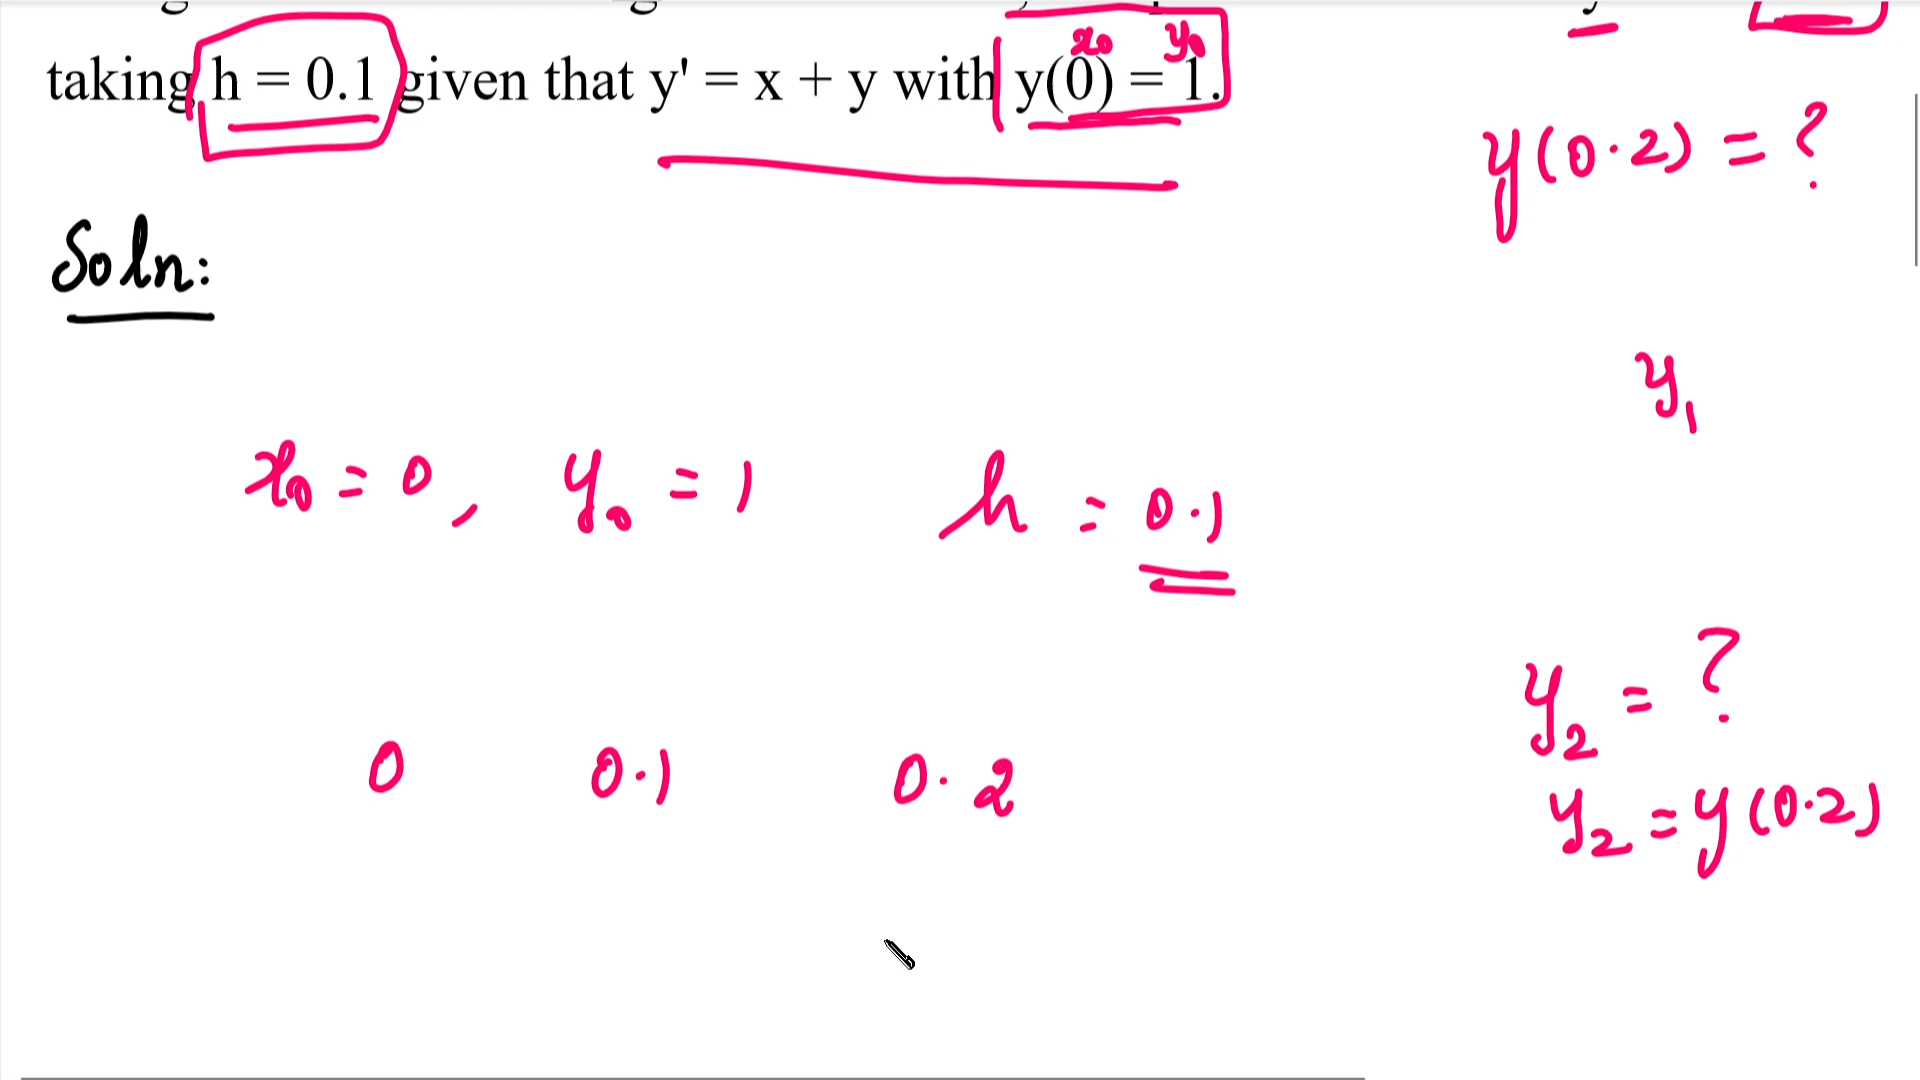 taking h = 0.1 given that y' = x + y with y(0) = 1.
x₀ y₀
y(0.2) = ?
Soln:
y₁
x₀ = 0, y₀ = 1 h = 0.1
y₂ = ?
0 0.1 0.2
y₂ = y(0.2)